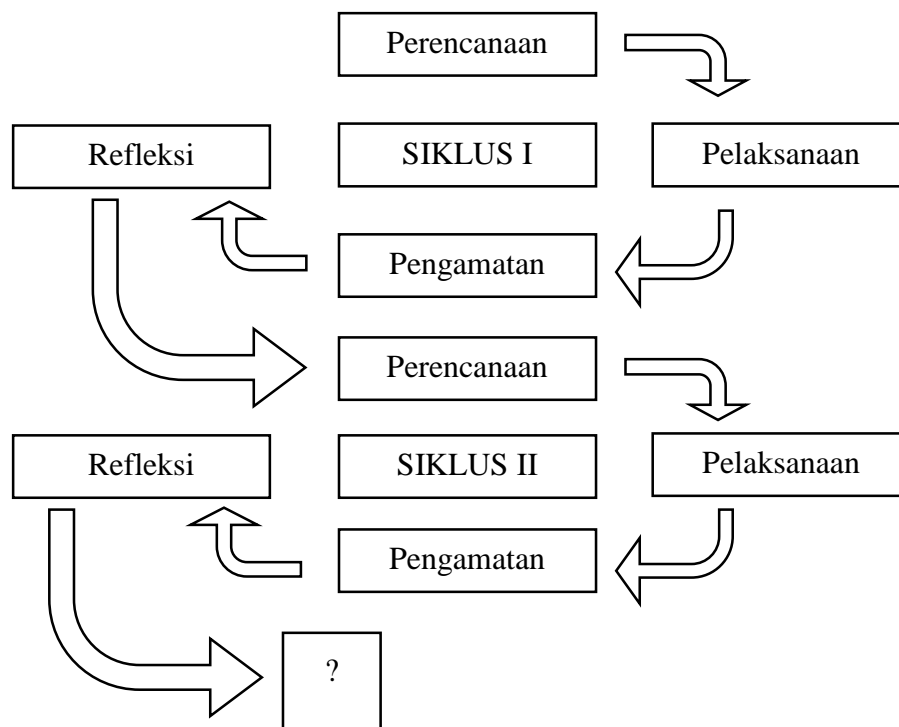 Perencanaan
Refleksi
SIKLUS I
Pelaksanaan
Pengamatan
Perencanaan
Refleksi
SIKLUS II
Pelaksanaan
Pengamatan
?